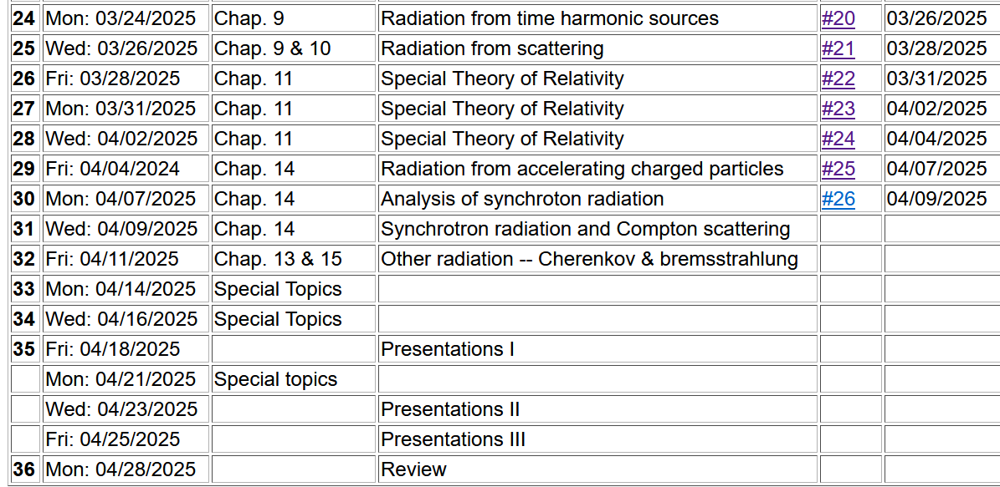 24 Mon: 03/24/2025 Chap. 9 Radiation from time harmonic sources #20 03/26/2025
25 Wed: 03/26/2025 Chap. 9 & 10 Radiation from scattering #21 03/28/2025
26 Fri: 03/28/2025 Chap. 11 Special Theory of Relativity #22 03/31/2025
27 Mon: 03/31/2025 Chap. 11 Special Theory of Relativity #23 04/02/2025
28 Wed: 04/02/2025 Chap. 11 Special Theory of Relativity #24 04/04/2025
29 Fri: 04/04/2024 Chap. 14 Radiation from accelerating charged particles #25 04/07/2025
30 Mon: 04/07/2025 Chap. 14 Analysis of synchroton radiation #26 04/09/2025
31 Wed: 04/09/2025 Chap. 14 Synchrotron radiation and Compton scattering
32 Fri: 04/11/2025 Chap. 13 & 15 Other radiation -- Cherenkov & bremsstrahlung
33 Mon: 04/14/2025 Special Topics
34 Wed: 04/16/2025 Special Topics
35 Fri: 04/18/2025 Presentations I
Mon: 04/21/2025 Special topics
Wed: 04/23/2025 Presentations II
Fri: 04/25/2025 Presentations III
36 Mon: 04/28/2025 Review